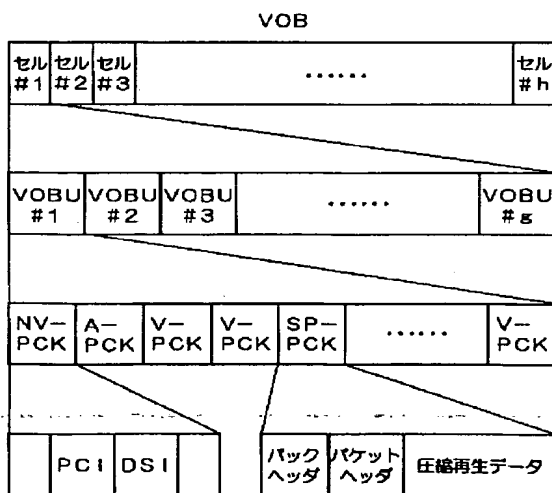 VOB
セル セル セル セル
#1 #2 #3 ...... #h
VOBU VOBU VOBU VOBU
#1 #2 #3 ...... #g
NV- A- V- V- SP- V-
PCK PCK PCK PCK PCK ...... PCK
PCI DSI パック パケット 圧縮再生データ
ヘッダ ヘッダ